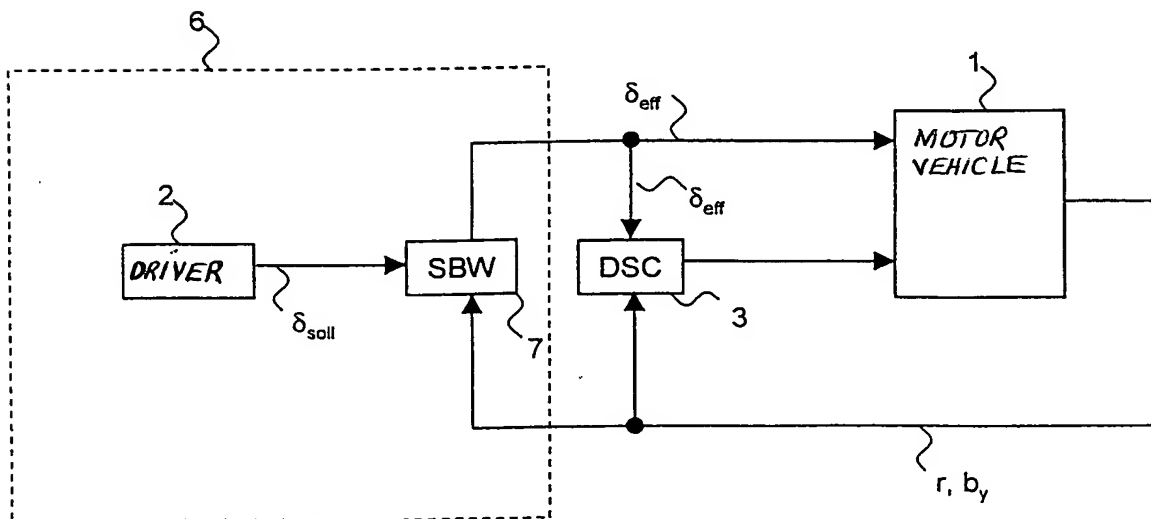 6
1
δeff
MOTOR
VEHICLE
2
δeff
DRIVER
SBW
DSC
δsoll
7
3
r, by